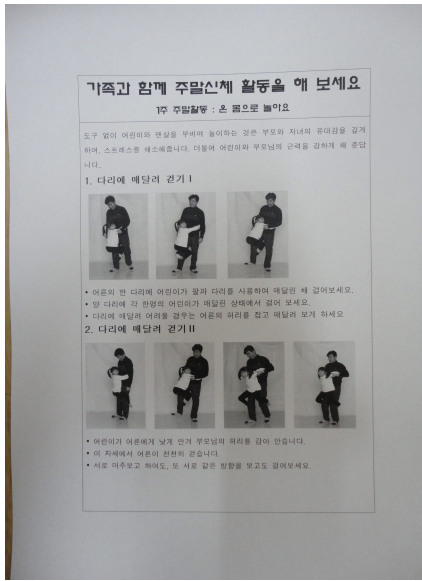 가족과 함께 주말신체 활동을 해 보세요
1주 주말활동 : 온 몸으로 놀아요
도구 없이 어린이와 맨살을 부비며 놀이하는 것은 부모와 자녀의 유대감을 깊게
하며, 스트레스를 해소해줍니다. 더불어 어린이와 부모님의 근력을 강하게 해 준답
니다.
1. 다리에 매달려 걷기 I
• 어른의 한 다리에 어린이가 팔과 다리를 사용하여 매달린 채 걸어보세요.
• 양 다리에 각 한명의 어린이가 매달린 상태에서 걸어 보세요.
• 다리에 매달려 어려울 경우는 어른의 허리를 잡고 매달려 보게 하세요
2. 다리에 매달려 걷기 II
• 어린이가 어른에게 낮게 안겨 부모님의 허리를 감아 안습니다.
• 이 자세에서 어른이 천천히 걷습니다.
• 서로 마주보고 하여도, 또 서로 같은 방향을 보고도 걸어보세요.